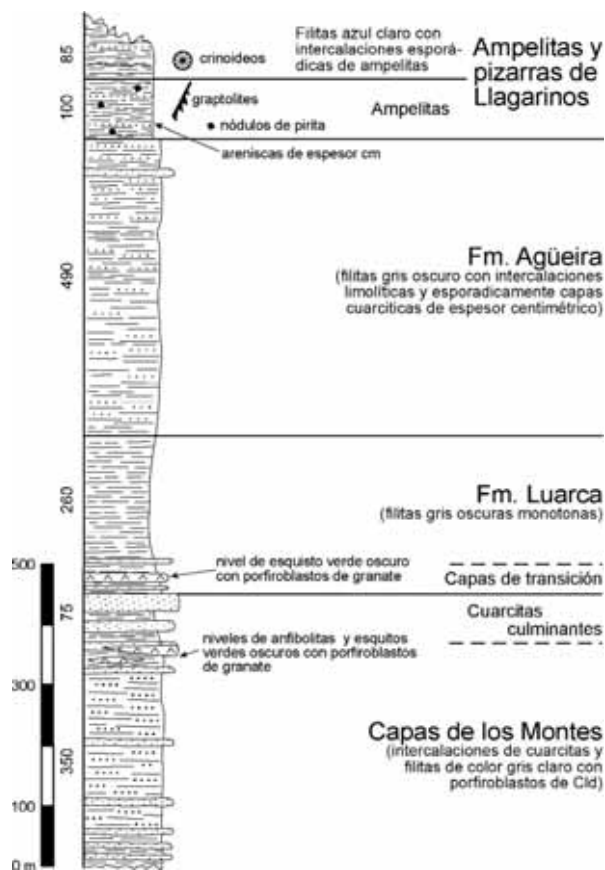 85
crinoideos
Filitas azul claro con
intercalaciones esporá-
dicas de ampelitas
Ampelitas y
pizarras de
Llagarinos
100
graptolites
Ampelitas
nódulos de pirita
areniscas de espesor cm
490
Fm. Agüeira
(filitas gris oscuro con intercalaciones
limolíticas y esporadicamente capas
cuarcíticas de espesor centimétrico)
260
Fm. Luarca
(filitas gris oscuras monotonas)
500
nivel de esquisto verde oscuro
con porfiroblastos de granate
Capas de transición
75
Cuarcitas
culminantes
niveles de anfibolitas y esquitos
verdes oscuros con porfiroblastos
de granate
300
350
Capas de los Montes
(intercalaciones de cuarcitas y
filitas de color gris claro con
porfiroblastos de Cld)
100
0 m